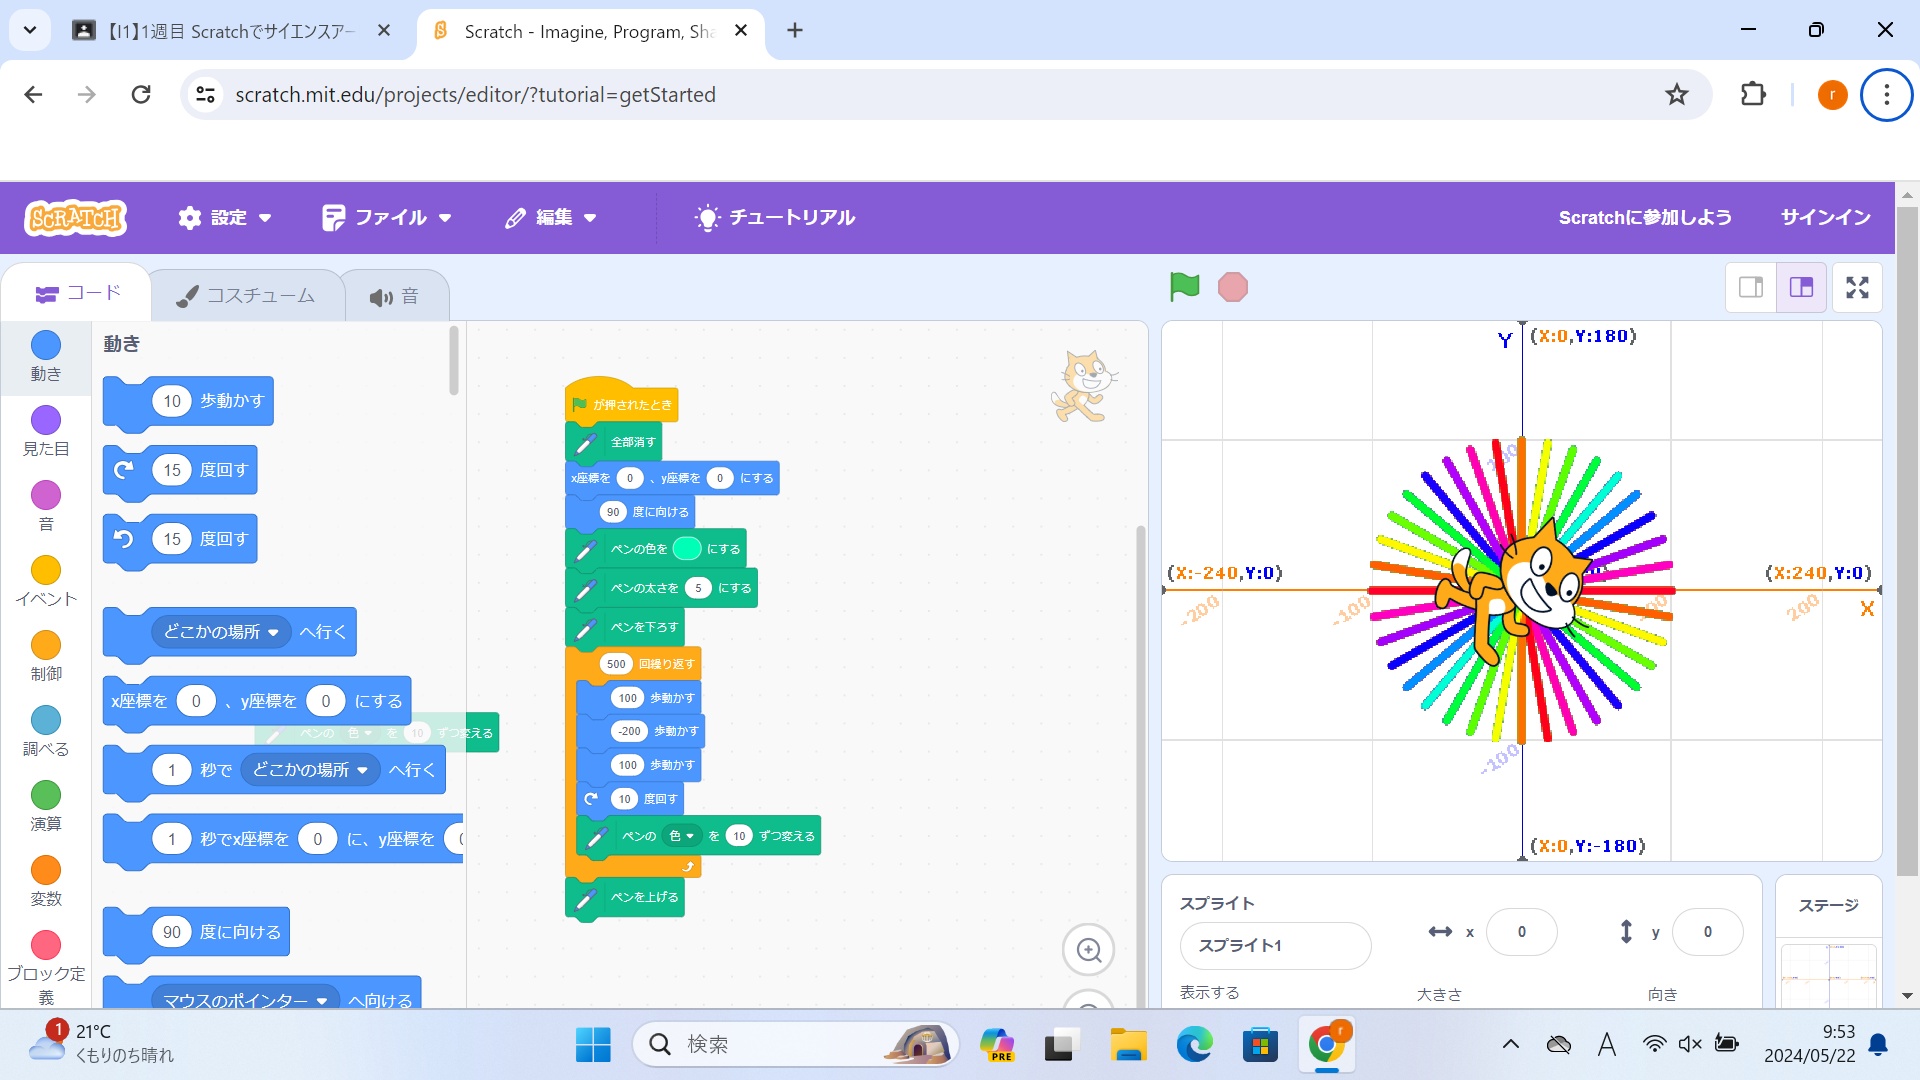 【I1】1週目 Scratchでサイエンスアー
Scratch - Imagine, Program, Sha
scratch.mit.edu/projects/editor/?tutorial=getStarted
r
SCRATCH
設定
ファイル
編集
チュートリアル
Scratchに参加しよう
サインイン
コード
コスチューム
音
動き
見た目
音
イベント
制御
調べる
演算
変数
ブロック定義
動き
10 歩動かす
15 度回す
15 度回す
どこかの場所 へ行く
x座標を 0 、y座標を 0 にする
ペンの 色 を 10 ずつ変える
1 秒で どこかの場所 へ行く
1 秒でx座標を 0 に、y座標を
90 度に向ける
マウスのポインター へ向ける
が押されたとき
全部消す
x座標を 0 、y座標を 0 にする
90 度に向ける
ペンの色を にする
ペンの太さを 5 にする
ペンを下ろす
500 回繰り返す
100 歩動かす
-200 歩動かす
100 歩動かす
10 度回す
ペンの 色 を 10 ずつ変える
ペンを上げる
Y
(X:0,Y:180)
100
(X:-240,Y:0)
(X:240,Y:0)
-200
-100
200
X
-100
(X:0,Y:-180)
スプライト
スプライト1
x 0
y 0
表示する
大きさ
向き
ステージ
1
21°C
くもりのち晴れ
検索
PRE
r
A
9:53
2024/05/22